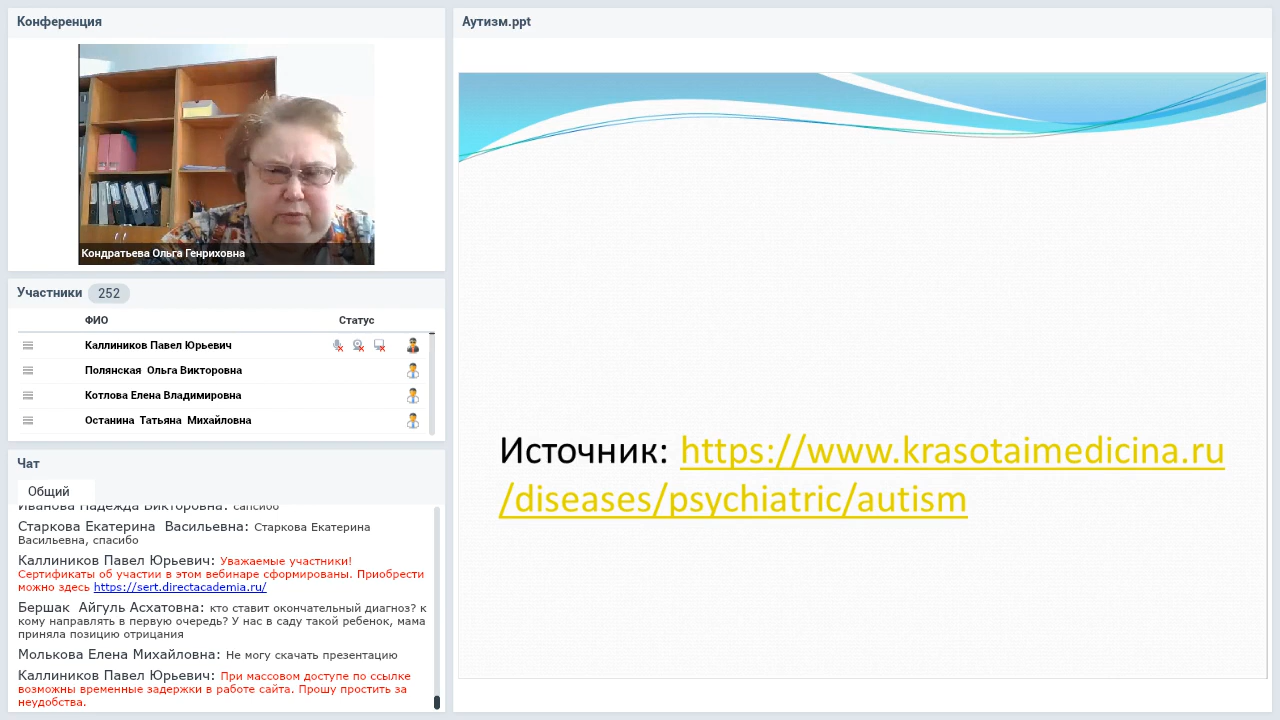 Конференция
Кондратьева Ольга Генриховна
Участники 252
ФИО Статус
Каллиников Павел Юрьевич
Полянская Ольга Викторовна
Котлова Елена Владимировна
Останина Татьяна Михайловна
Чат
Общий
Иванова Надежда Викторовна: сапсибо
Старкова Екатерина Васильевна: Старкова Екатерина
Васильевна, спасибо
Каллиников Павел Юрьевич: Уважаемые участники!
Сертификаты об участии в этом вебинаре сформированы. Приобрести
можно здесь https://sert.directacademia.ru/
Бершак Айгуль Асхатовна: кто ставит окончательный диагноз? к
кому направлять в первую очередь? У нас в саду такой ребенок, мама
приняла позицию отрицания
Молькова Елена Михайловна: Не могу скачать презентацию
Каллиников Павел Юрьевич: При массовом доступе по ссылке
возможны временные задержки в работе сайта. Прошу простить за
неудобства.
Аутизм.ppt
Источник: https://www.krasotaimedicina.ru
/diseases/psychiatric/autism